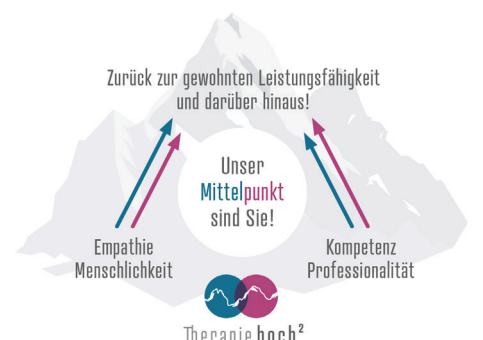 Zurück zur gewohnten Leistungsfähigkeit
und darüber hinaus!
Unser
Mittelpunkt
sind Sie!
Empathie
Menschlichkeit
Kompetenz
Professionalität
Therapie hoch²